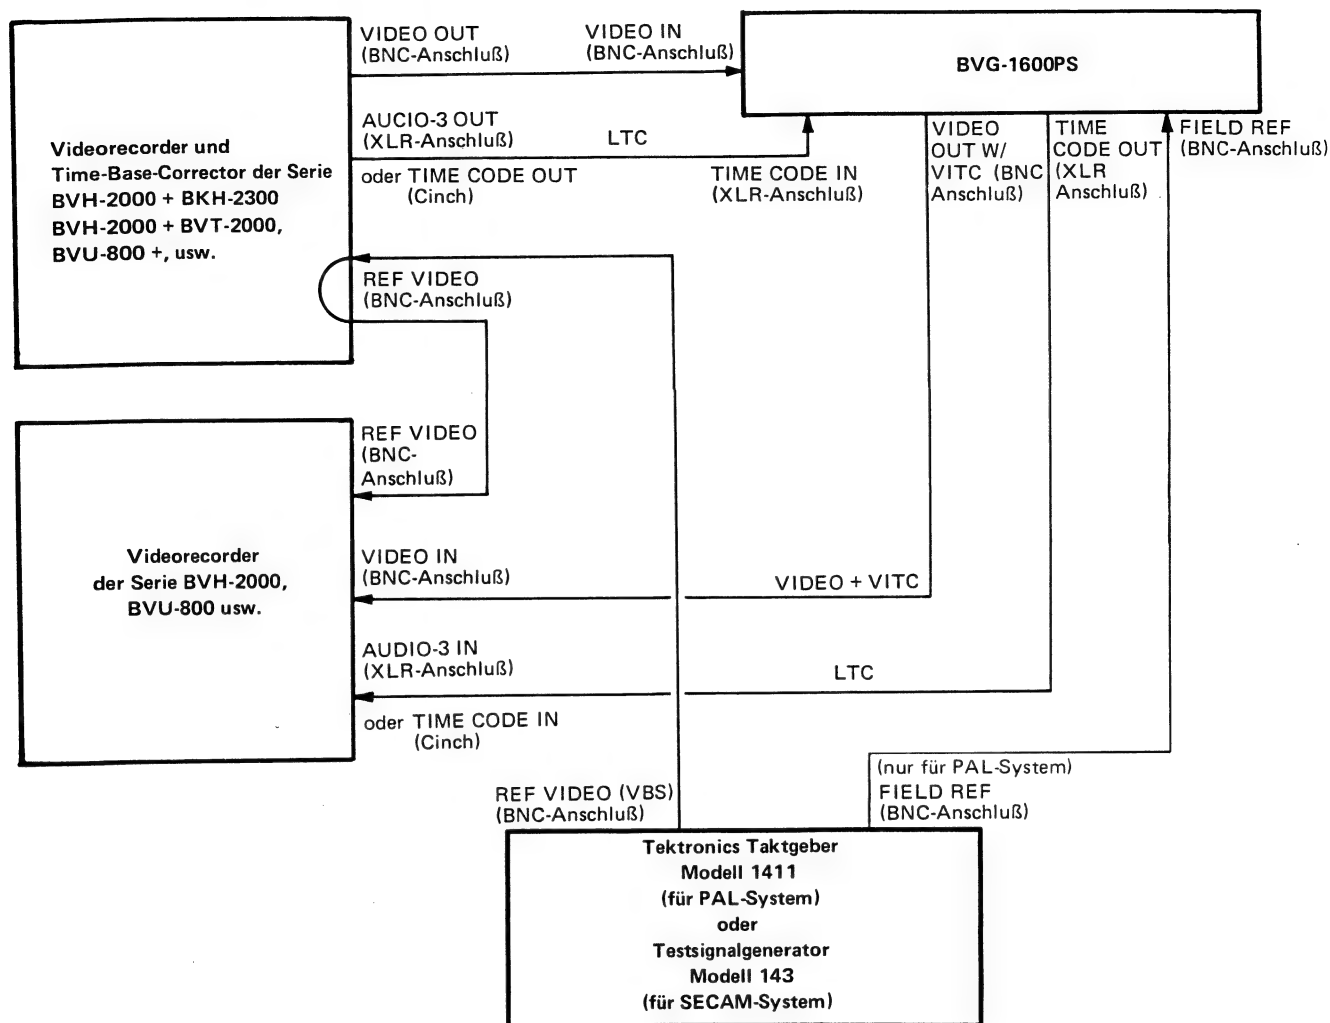 VIDEO OUT
(BNC-Anschluß)
VIDEO IN
(BNC-Anschluß)
BVG-1600PS
AUCIO-3 OUT
(XLR-Anschluß)
LTC
oder TIME CODE OUT
(Cinch)
TIME CODE IN
(XLR-Anschluß)
VIDEO
OUT W/
VITC (BNC
Anschluß)
TIME
CODE OUT
(XLR
Anschluß)
FIELD REF
(BNC-Anschluß)
Videorecorder und
Time-Base-Corrector der Serie
BVH-2000 + BKH-2300
BVH-2000 + BVT-2000,
BVU-800 +, usw.
REF VIDEO
(BNC-Anschluß)
REF VIDEO
(BNC-
Anschluß)
Videorecorder
der Serie BVH-2000,
BVU-800 usw.
VIDEO IN
(BNC-Anschluß)
VIDEO + VITC
AUDIO-3 IN
(XLR-Anschluß)
LTC
oder TIME CODE IN
(Cinch)
REF VIDEO (VBS)
(BNC-Anschluß)
(nur für PAL-System)
FIELD REF
(BNC-Anschluß)
Tektronics Taktgeber
Modell 1411
(für PAL-System)
oder
Testsignalgenerator
Modell 143
(für SECAM-System)